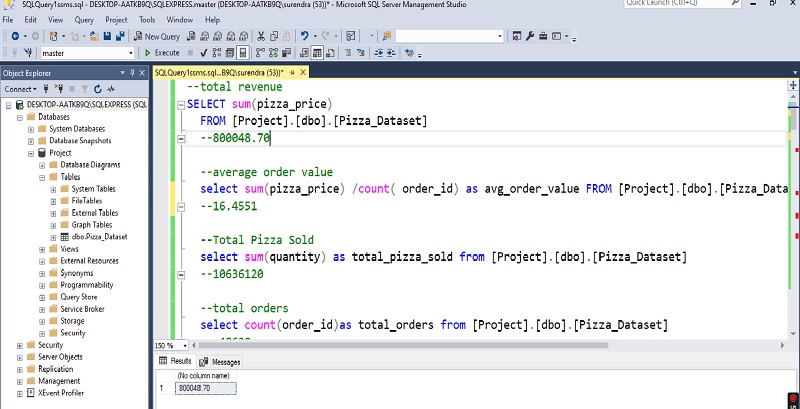 SQLQuery1ssms.sql - DESKTOP-AATKB9Q\SQLEXPRESS.master (DESKTOP-AATKB9Q\surendra (53))* - Microsoft SQL Server Management Studio
Quick Launch (Ctrl+Q)
File Edit View Query Project Tools Window Help
New Query
master
Execute
Object Explorer
SQLQuery1ssms.sql...B9Q\surendra (53))*
Connect
DESKTOP-AATKB9Q\SQLEXPRESS (SQL
Databases
System Databases
Database Snapshots
Project
Database Diagrams
Tables
System Tables
FileTables
External Tables
Graph Tables
dbo.Pizza_Dataset
Views
External Resources
Synonyms
Programmability
Query Store
Service Broker
Storage
Security
Security
Server Objects
Replication
Management
XEvent Profiler
--total revenue
SELECT sum(pizza_price)
FROM [Project].[dbo].[Pizza_Dataset]
--800048.70
--average order value
select sum(pizza_price) /count( order_id) as avg_order_value FROM [Project].[dbo].[Pizza_Data
--16.4551
--Total Pizza Sold
select sum(quantity) as total_pizza_sold from [Project].[dbo].[Pizza_Dataset]
--10636120
--total orders
select count(order_id)as total_orders from [Project].[dbo].[Pizza_Dataset]
150 %
Results Messages
(No column name)
1 800048.70